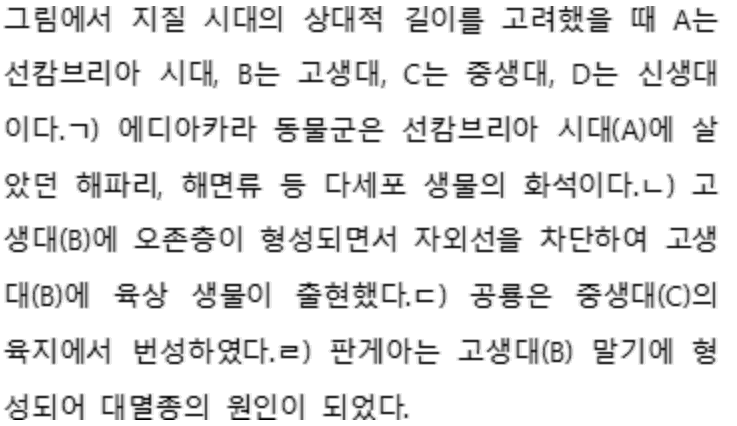 그림에서 지질 시대의 상대적 길이를 고려했을 때 A는
선캄브리아 시대, B는 고생대, C는 중생대, D는 신생대
이다.ㄱ) 에디아카라 동물군은 선캄브리아 시대(A)에 살
았던 해파리, 해면류 등 다세포 생물의 화석이다.ㄴ) 고
생대(B)에 오존층이 형성되면서 자외선을 차단하여 고생
대(B)에 육상 생물이 출현했다.ㄷ) 공룡은 중생대(C)의
육지에서 번성하였다.ㄹ) 판게아는 고생대(B) 말기에 형
성되어 대멸종의 원인이 되었다.